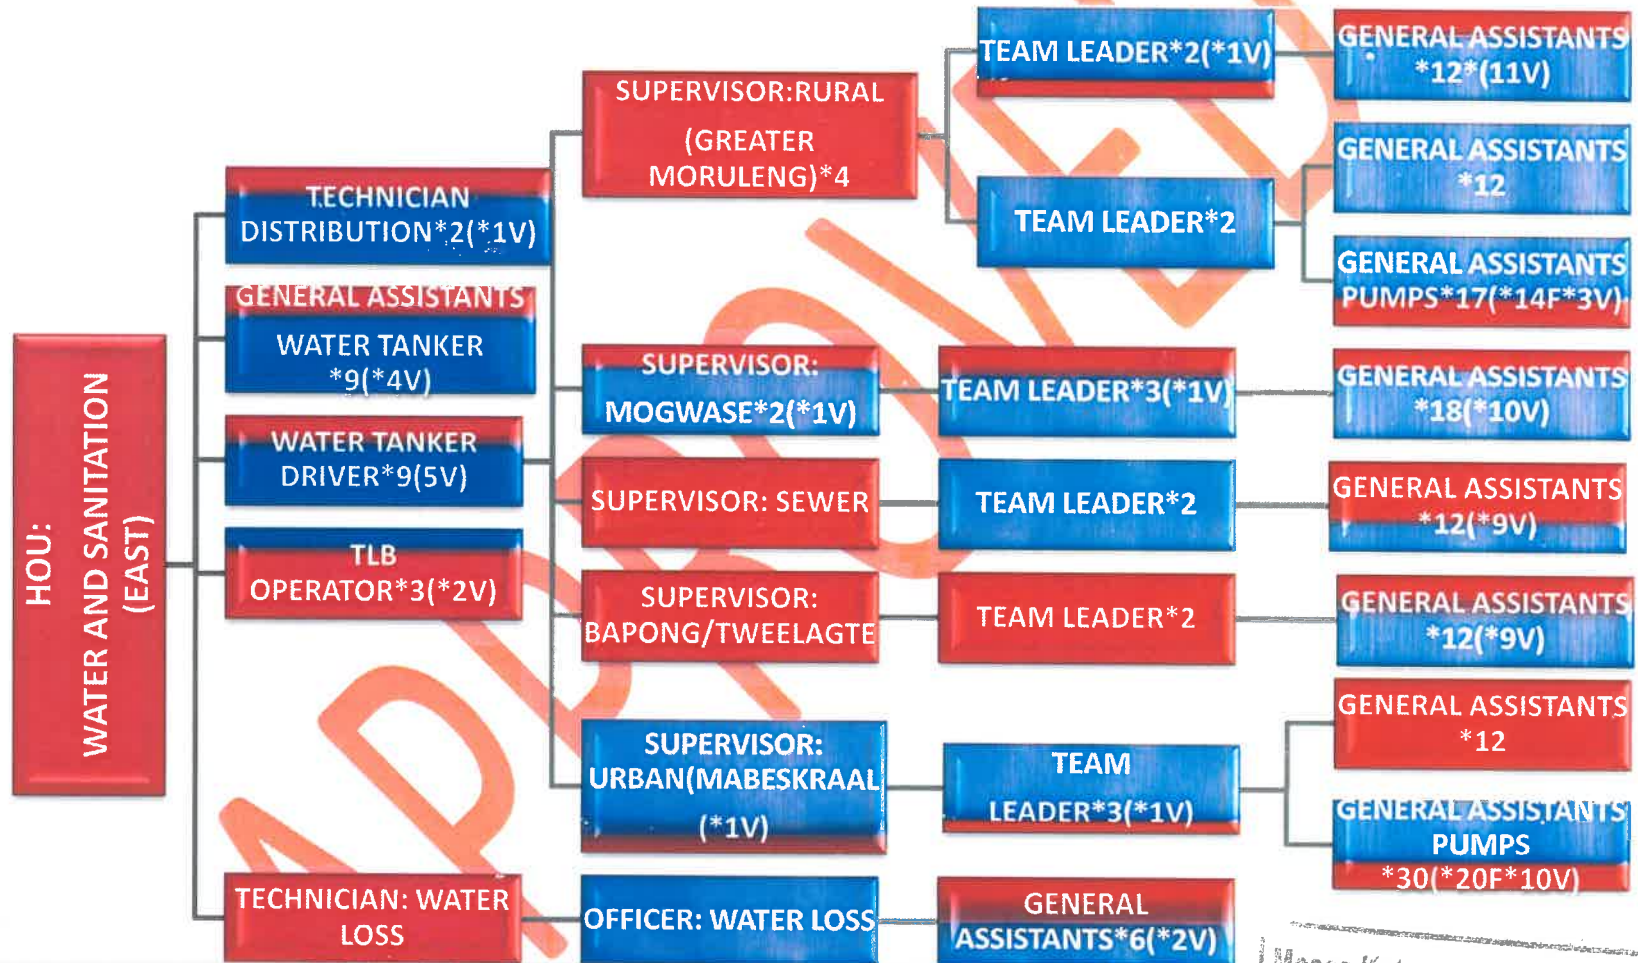 HOU:
WATER AND SANITATION
(EAST)
TECHNICIAN
DISTRIBUTION*2(*1V)
GENERAL ASSISTANTS
WATER TANKER
*9(*4V)
WATER TANKER
DRIVER*9(5V)
TLB
OPERATOR*3(*2V)
TECHNICIAN: WATER
LOSS
SUPERVISOR:RURAL
(GREATER
MORULENG)*4
SUPERVISOR:
MOGWASE*2(*1V)
SUPERVISOR: SEWER
SUPERVISOR:
BAPONG/TWEELAGTE
SUPERVISOR:
URBAN(MABESKRAAL
(*1V)
OFFICER: WATER LOSS
TEAM LEADER*2(*1V)
TEAM LEADER*2
TEAM LEADER*3(*1V)
TEAM LEADER*2
TEAM LEADER*2
TEAM
LEADER*3(*1V)
GENERAL
ASSISTANTS*6(*2V)
GENERAL ASSISTANTS
*12*(11V)
GENERAL ASSISTANTS
*12
GENERAL ASSISTANTS
PUMPS*17(*14F*3V)
GENERAL ASSISTANTS
*18(*10V)
GENERAL ASSISTANTS
*12(*9V)
GENERAL ASSISTANTS
*12(*9V)
GENERAL ASSISTANTS
*12
GENERAL ASSISTANTS
PUMPS
*30(*20F*10V)
APPROVED